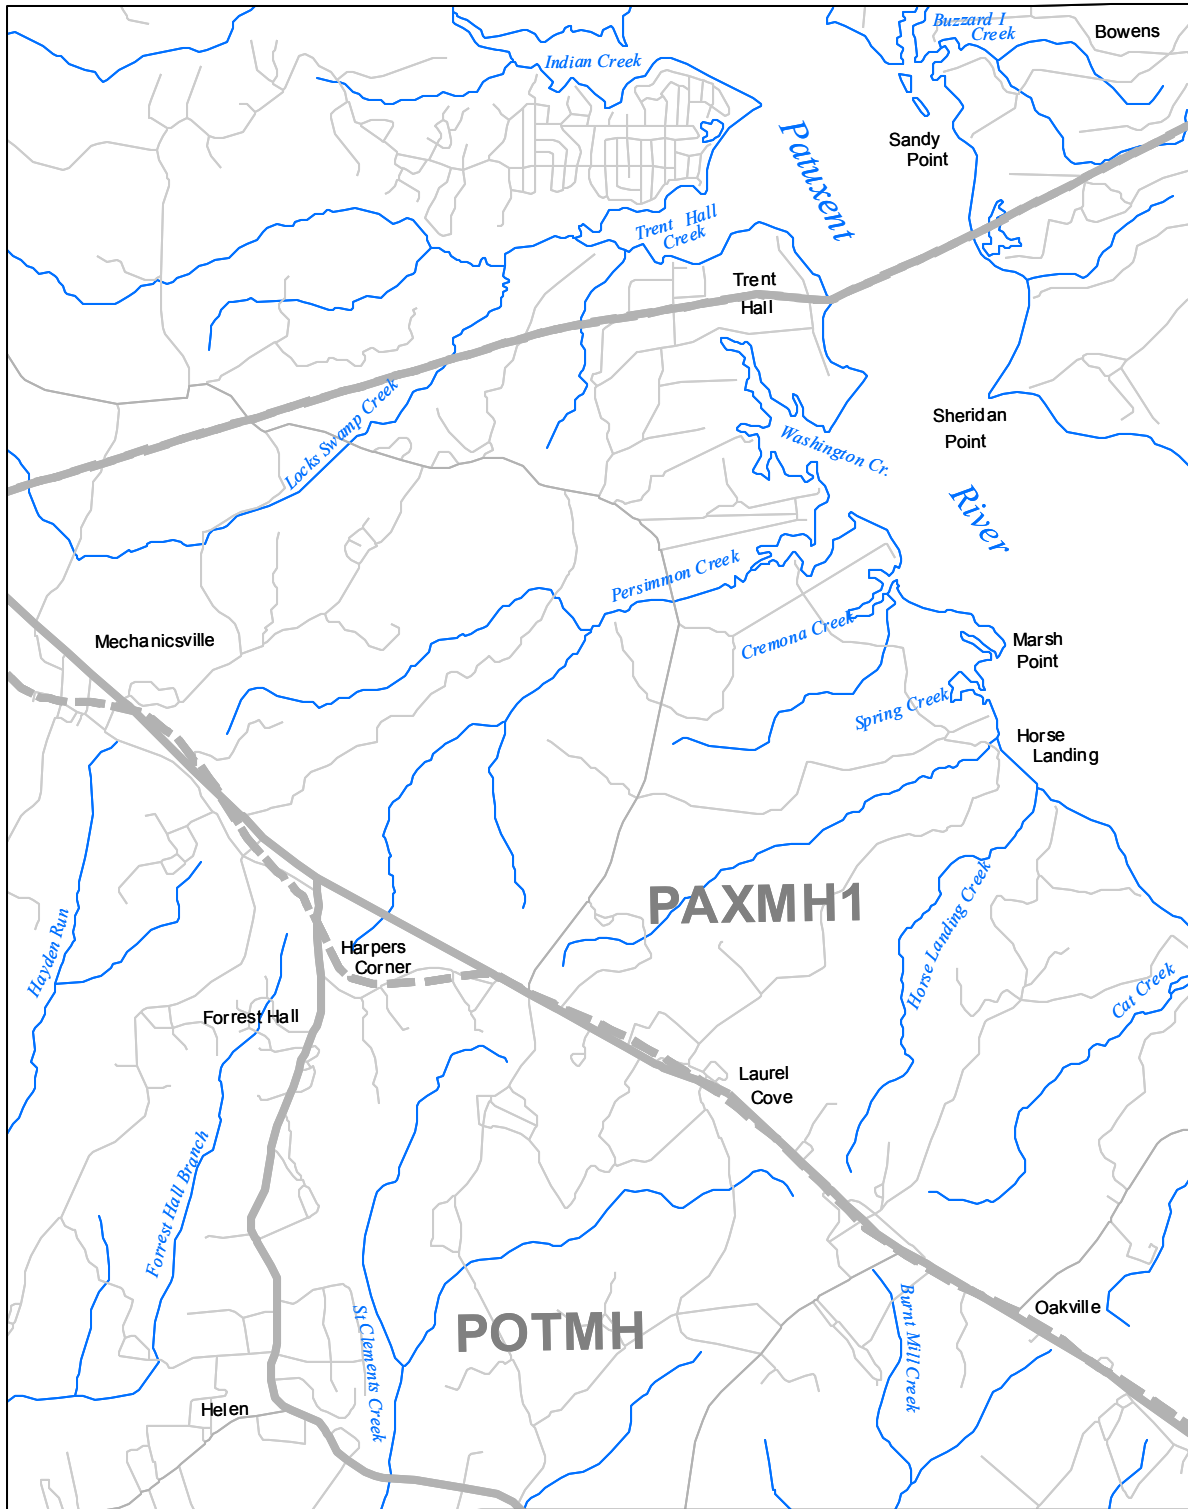 Buzzard I
Creek
Bowens
Indian Creek
Patuxent
Sandy
Point
Trent Hall
Creek
Trent
Hall
Locks Swamp Creek
Sheridan
Point
Washington Cr.
River
Persimmon Creek
Cremona Creek
Mechanicsville
Marsh
Point
Spring Creek
Horse
Landing
PAXMH1
Hayden Run
Harpers
Corner
Horse Landing Creek
Cat Creek
Forrest Hall
Laurel
Cove
Forrest Hall Branch
St Clements Creek
Burnt Mill Creek
Oakville
POTMH
Helen